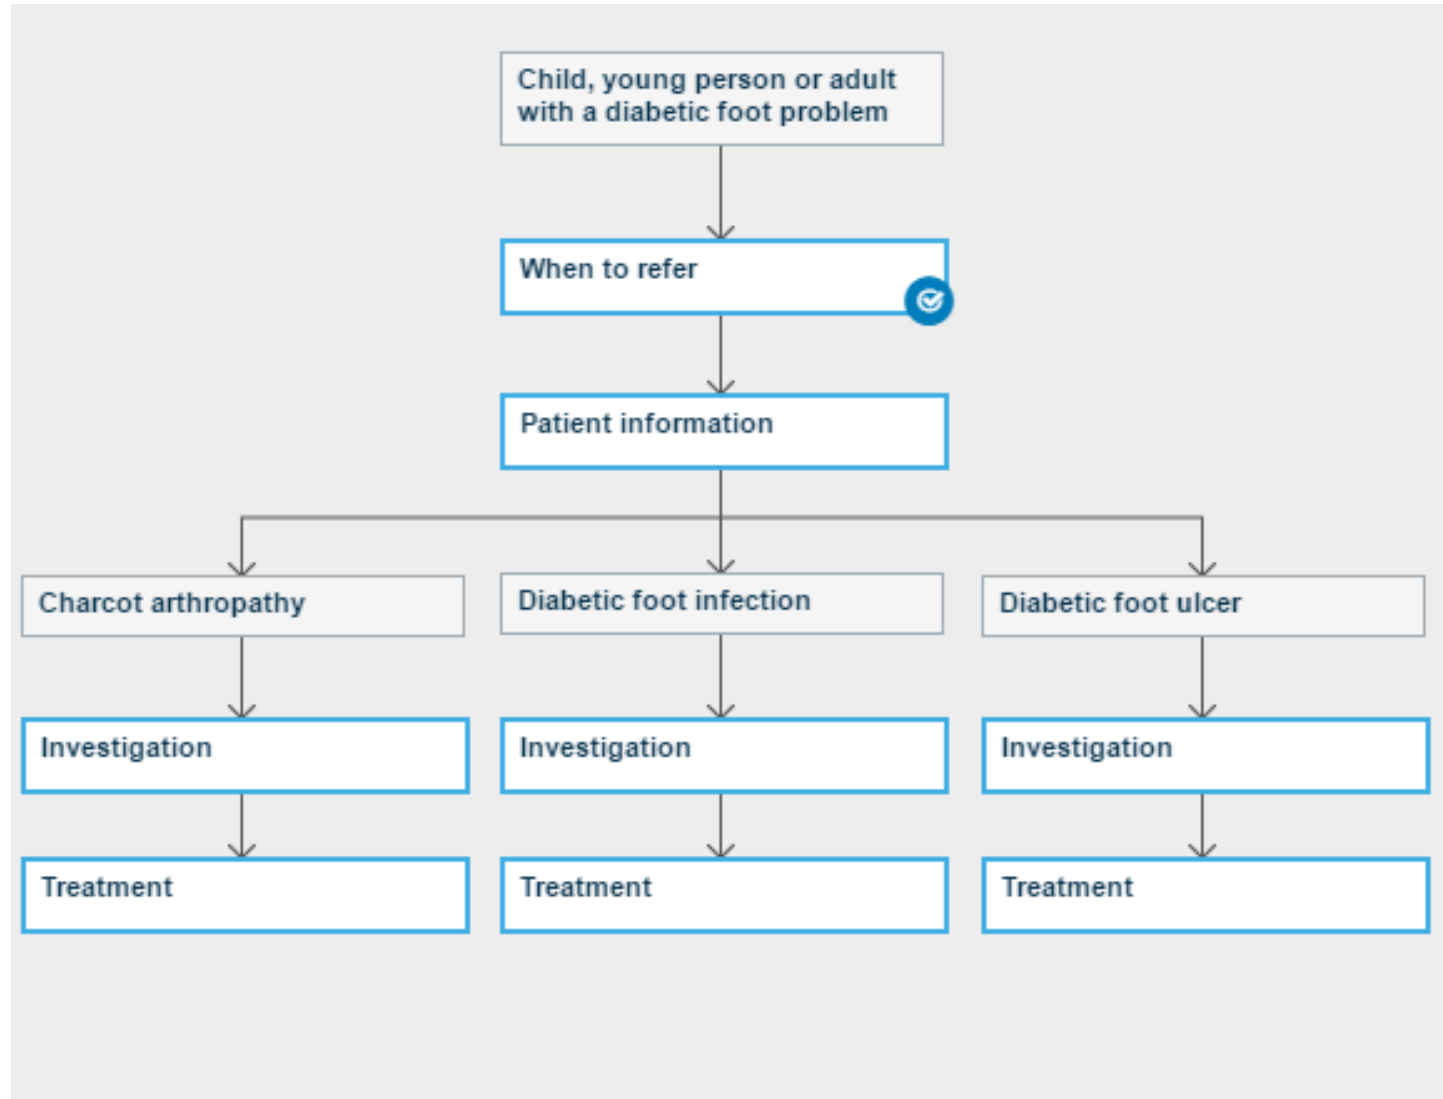 Child, young person or adult
with a diabetic foot problem
When to refer
Patient information
Charcot arthropathy
Diabetic foot infection
Diabetic foot ulcer
Investigation
Investigation
Investigation
Treatment
Treatment
Treatment